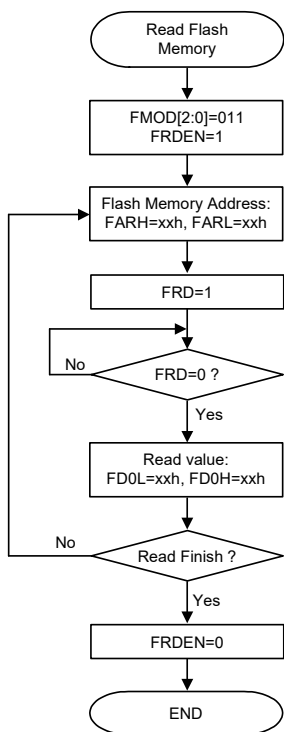 Read Flash
Memory
FMOD[2:0]=011
FRDEN=1
Flash Memory Address:
FARH=xxh, FARL=xxh
FRD=1
No
FRD=0 ?
Yes
Read value:
FD0L=xxh, FD0H=xxh
No
Read Finish ?
Yes
FRDEN=0
END